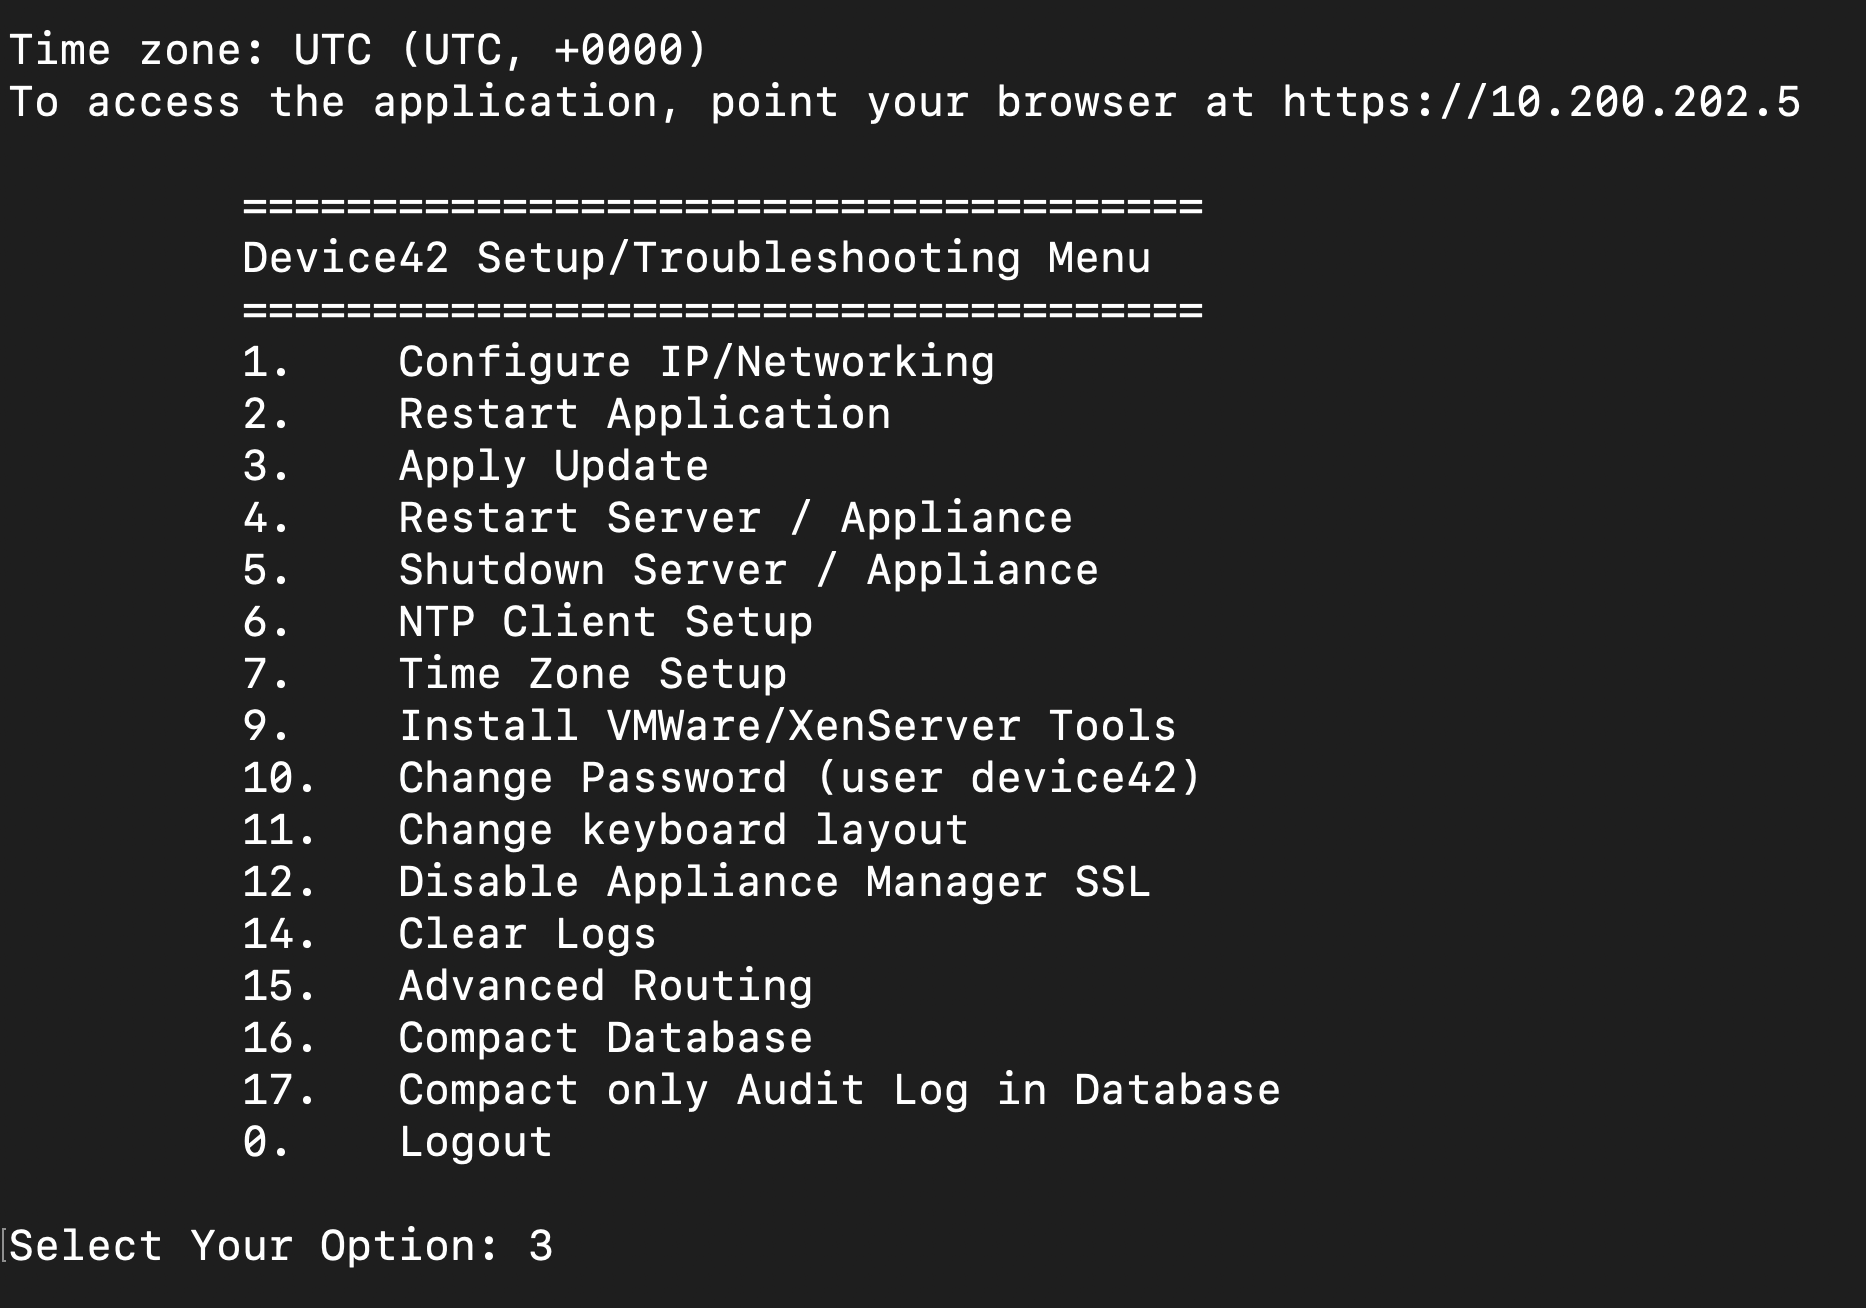 Time zone: UTC (UTC, +0000)
To access the application, point your browser at https://10.200.202.5
=====================================
Device42 Setup/Troubleshooting Menu
=====================================
1. Configure IP/Networking
2. Restart Application
3. Apply Update
4. Restart Server / Appliance
5. Shutdown Server / Appliance
6. NTP Client Setup
7. Time Zone Setup
9. Install VMWare/XenServer Tools
10. Change Password (user device42)
11. Change keyboard layout
12. Disable Appliance Manager SSL
14. Clear Logs
15. Advanced Routing
16. Compact Database
17. Compact only Audit Log in Database
0. Logout
Select Your Option: 3